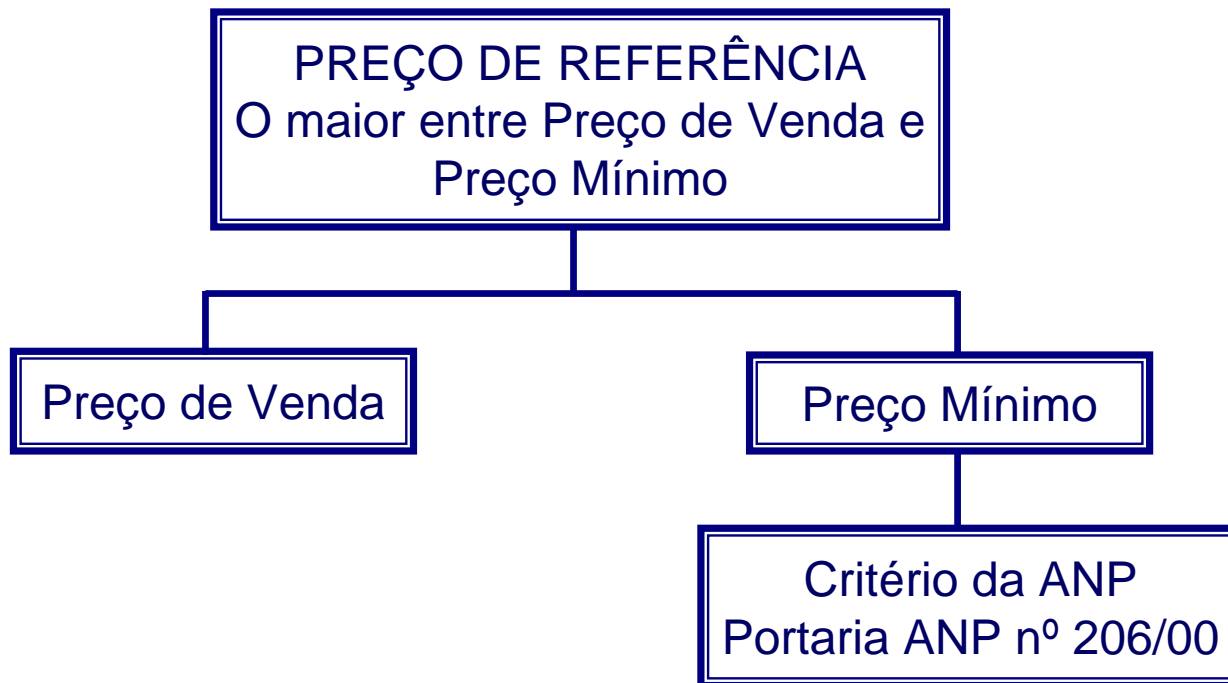 PREÇO DE REFERÊNCIA
O maior entre Preço de Venda e
Preço Mínimo
Preço de Venda
Preço Mínimo
Critério da ANP
Portaria ANP nº 206/00